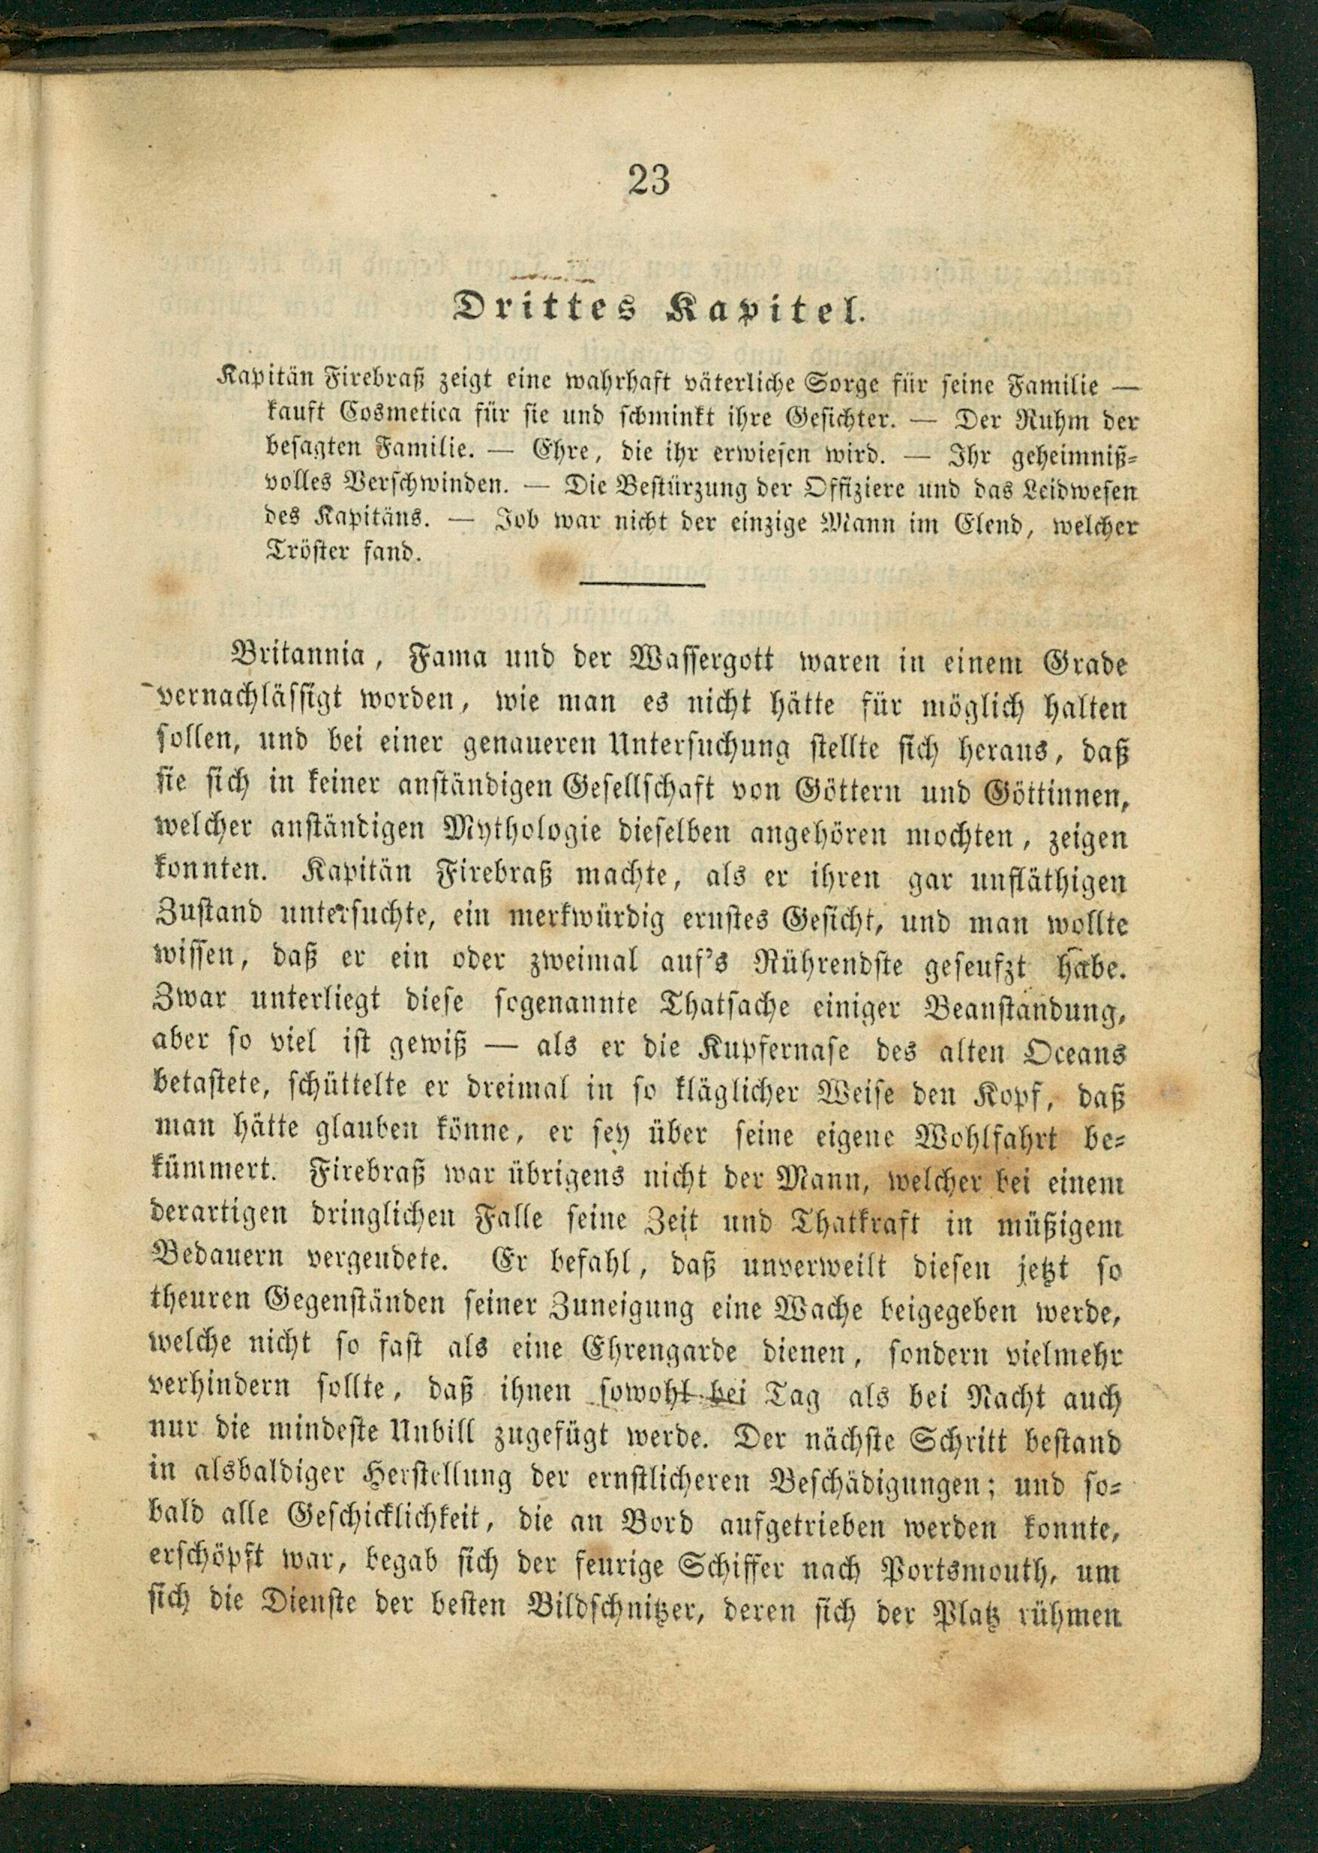 23
Drittes Kapitel.
Kapitän Firebraß zeigt eine wahrhaft väterliche Sorge für seine Familie —
kauft Cosmetica für sie und schminkt ihre Gesichter. — Der Ruhm der
besagten Familie. — Ehre, die ihr erwiesen wird. — Ihr geheimniß-
volles Verschwinden. — Die Bestürzung der Offiziere und das Leidwesen
des Kapitäns. — Job war nicht der einzige Mann im Elend, welcher
Tröster fand.
Britannia, Fama und der Wassergott waren in einem Grade
vernachlässigt worden, wie man es nicht hätte für möglich halten
sollen, und bei einer genaueren Untersuchung stellte sich heraus, daß
sie sich in keiner anständigen Gesellschaft von Göttern und Göttinnen,
welcher anständigen Mythologie dieselben angehören mochten, zeigen
konnten. Kapitän Firebraß machte, als er ihren gar unfläthigen
Zustand untersuchte, ein merkwürdig ernstes Gesicht, und man wollte
wissen, daß er ein oder zweimal auf's Rührendste geseufzt habe.
Zwar unterliegt diese sogenannte Thatsache einiger Beanstandung,
aber so viel ist gewiß — als er die Kupfernase des alten Oceans
betastete, schüttelte er dreimal in so kläglicher Weise den Kopf, daß
man hätte glauben könne, er sey über seine eigene Wohlfahrt be-
kümmert. Firebraß war übrigens nicht der Mann, welcher bei einem
derartigen dringlichen Falle seine Zeit und Thatkraft in müßigem
Bedauern vergeudete. Er befahl, daß unverweilt diesen jetzt so
theuren Gegenständen seiner Zuneigung eine Wache beigegeben werde,
welche nicht so fast als eine Ehrengarde dienen, sondern vielmehr
verhindern sollte, daß ihnen sowohl bei Tag als bei Nacht auch
nur die mindeste Unbill zugefügt werde. Der nächste Schritt bestand
in alsbaldiger Herstellung der ernstlicheren Beschädigungen; und so-
bald alle Geschicklichkeit, die an Bord aufgetrieben werden konnte,
erschöpft war, begab sich der feurige Schiffer nach Portsmouth, um
sich die Dienste der besten Bildschnitzer, deren sich der Platz rühmen